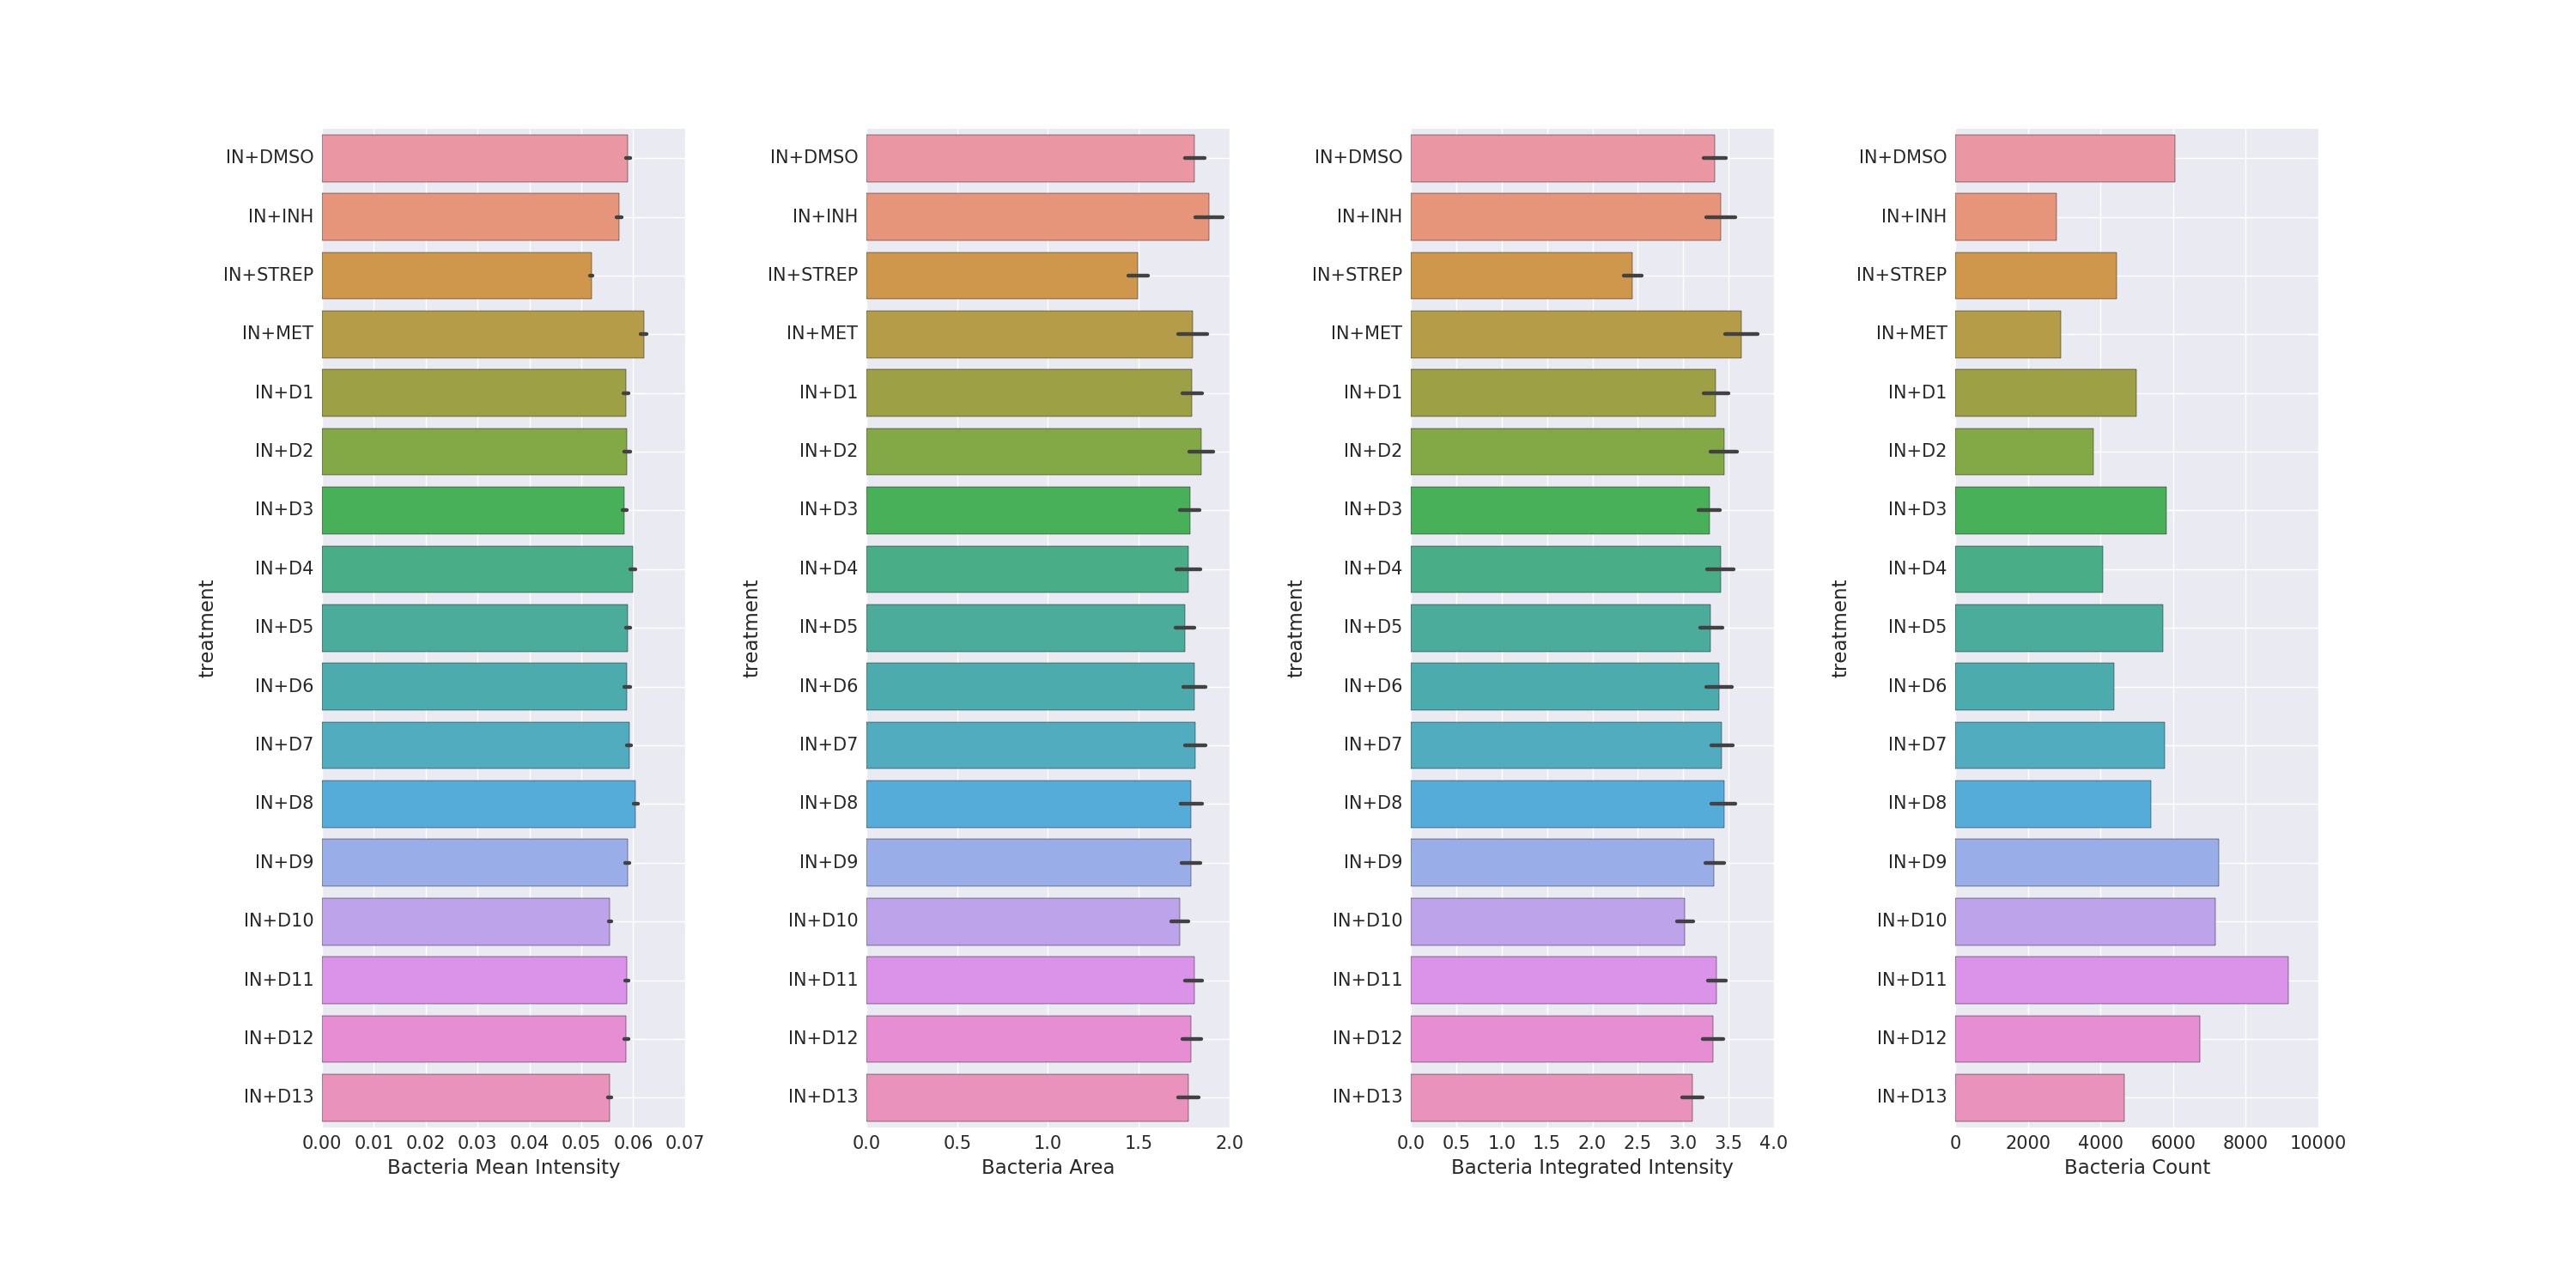 treatment
IN+DMSO
IN+INH
IN+STREP
IN+MET
IN+D1
IN+D2
IN+D3
IN+D4
IN+D5
IN+D6
IN+D7
IN+D8
IN+D9
IN+D10
IN+D11
IN+D12
IN+D13
0.00 0.01 0.02 0.03 0.04 0.05 0.06 0.07
Bacteria Mean Intensity
treatment
IN+DMSO
IN+INH
IN+STREP
IN+MET
IN+D1
IN+D2
IN+D3
IN+D4
IN+D5
IN+D6
IN+D7
IN+D8
IN+D9
IN+D10
IN+D11
IN+D12
IN+D13
0.0 0.5 1.0 1.5 2.0
Bacteria Area
treatment
IN+DMSO
IN+INH
IN+STREP
IN+MET
IN+D1
IN+D2
IN+D3
IN+D4
IN+D5
IN+D6
IN+D7
IN+D8
IN+D9
IN+D10
IN+D11
IN+D12
IN+D13
0.0 0.5 1.0 1.5 2.0 2.5 3.0 3.5 4.0
Bacteria Integrated Intensity
treatment
IN+DMSO
IN+INH
IN+STREP
IN+MET
IN+D1
IN+D2
IN+D3
IN+D4
IN+D5
IN+D6
IN+D7
IN+D8
IN+D9
IN+D10
IN+D11
IN+D12
IN+D13
0 2000 4000 6000 8000 10000
Bacteria Count